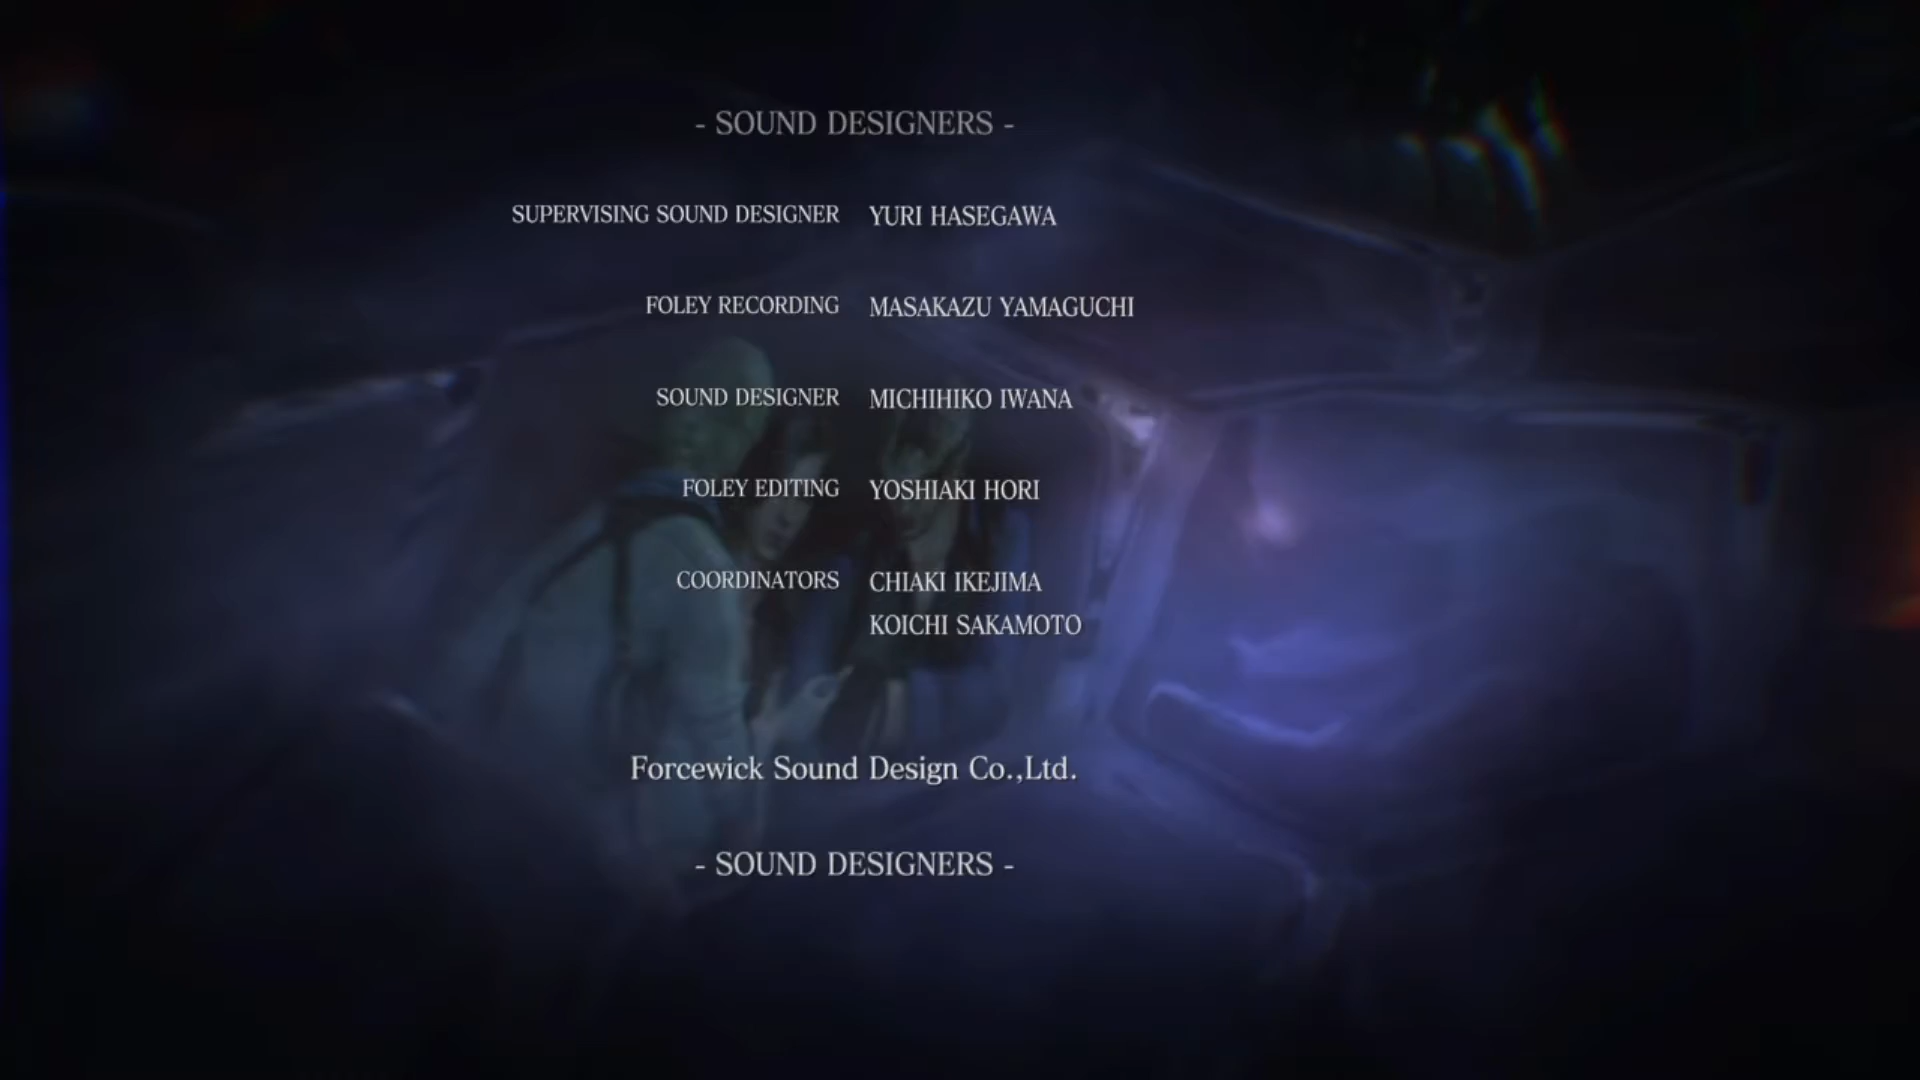 - SOUND DESIGNERS -
SUPERVISING SOUND DESIGNER YURI HASEGAWA
FOLEY RECORDING MASAKAZU YAMAGUCHI
SOUND DESIGNER MICHIHIKO IWANA
FOLEY EDITING YOSHIAKI HORI
COORDINATORS CHIAKI IKEJIMA
KOICHI SAKAMOTO
Forcewick Sound Design Co.,Ltd.
- SOUND DESIGNERS -